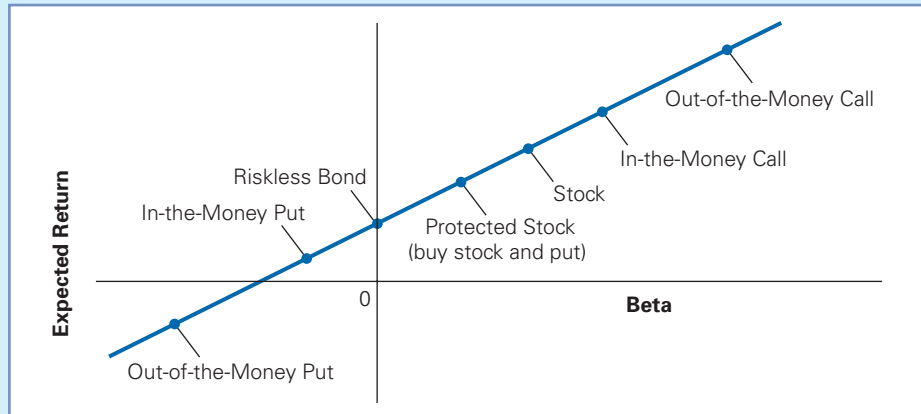 Expected Return
Out-of-the-Money Call
In-the-Money Call
Riskless Bond
Stock
In-the-Money Put
Protected Stock
(buy stock and put)
0
Beta
Out-of-the-Money Put